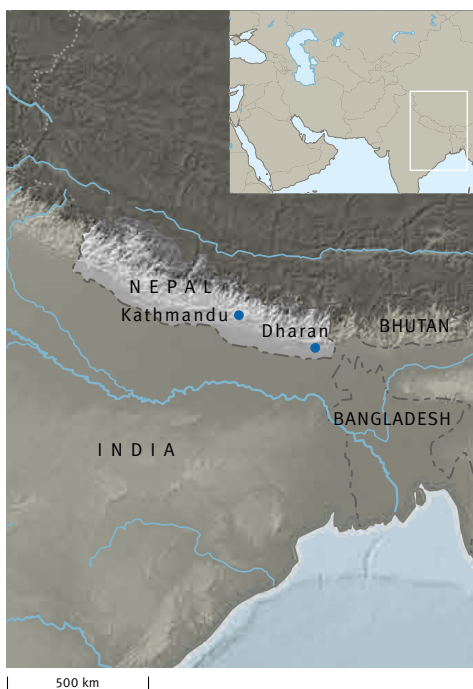 NEPAL
Kathmandu
Dharan
BHUTAN
BANGLADESH
INDIA
500 km